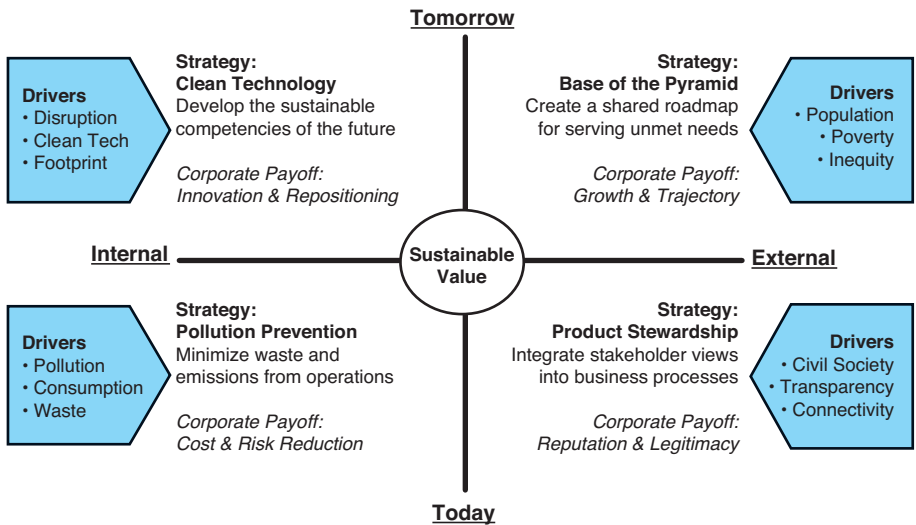 Tomorrow
Drivers
• Disruption
• Clean Tech
• Footprint
Strategy:
Clean Technology
Develop the sustainable
competencies of the future
Corporate Payoff:
Innovation & Repositioning
Strategy:
Base of the Pyramid
Create a shared roadmap
for serving unmet needs
Corporate Payoff:
Growth & Trajectory
Drivers
• Population
• Poverty
• Inequity
Internal
Sustainable
Value
External
Drivers
• Pollution
• Consumption
• Waste
Strategy:
Pollution Prevention
Minimize waste and
emissions from operations
Corporate Payoff:
Cost & Risk Reduction
Strategy:
Product Stewardship
Integrate stakeholder views
into business processes
Corporate Payoff:
Reputation & Legitimacy
Drivers
• Civil Society
• Transparency
• Connectivity
Today